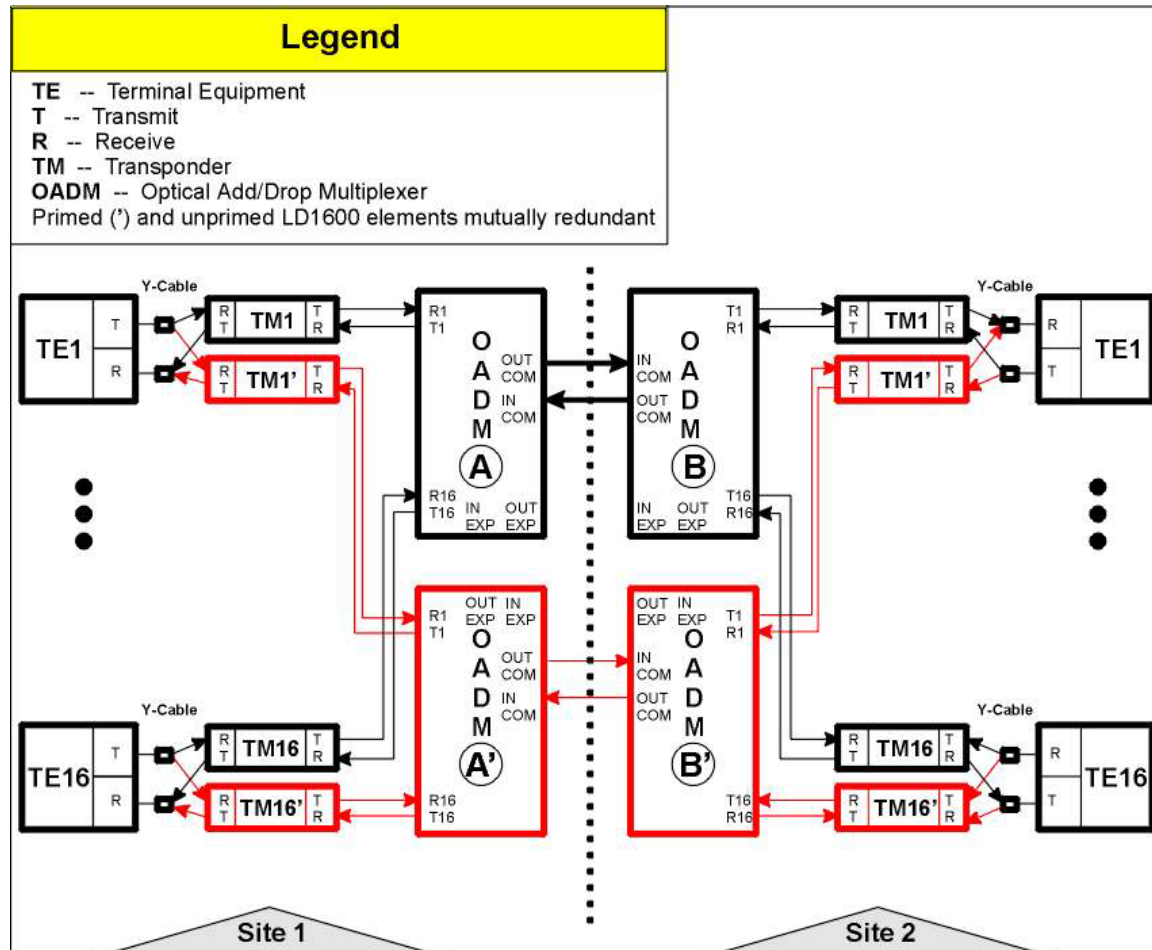 Legend
TE -- Terminal Equipment
T -- Transmit
R -- Receive
TM -- Transponder
OADM -- Optical Add/Drop Multiplexer
Primed (') and unprimed LD1600 elements mutually redundant
Y-Cable
TE1
T
R
R
T
TM1
T
R
R
T
TM1'
T
R
R1
T1
OADM
A
OUT COM
IN COM
R16
T16
IN EXP
OUT EXP
IN COM
OUT COM
OADM
B
T1
R1
T16
R16
IN EXP
OUT EXP
Y-Cable
R
T
TM1
T
R
R
T
TM1'
T
R
R
T
TE1
Y-Cable
TE16
T
R
R
T
TM16
T
R
R
T
TM16'
T
R
OUT EXP
IN EXP
R1
T1
OADM
A'
OUT COM
IN COM
R16
T16
OUT EXP
IN EXP
T1
R1
IN COM
OUT COM
OADM
B'
T16
R16
Y-Cable
R
T
TM16
T
R
R
T
TM16'
T
R
R
T
TE16
Site 1
Site 2